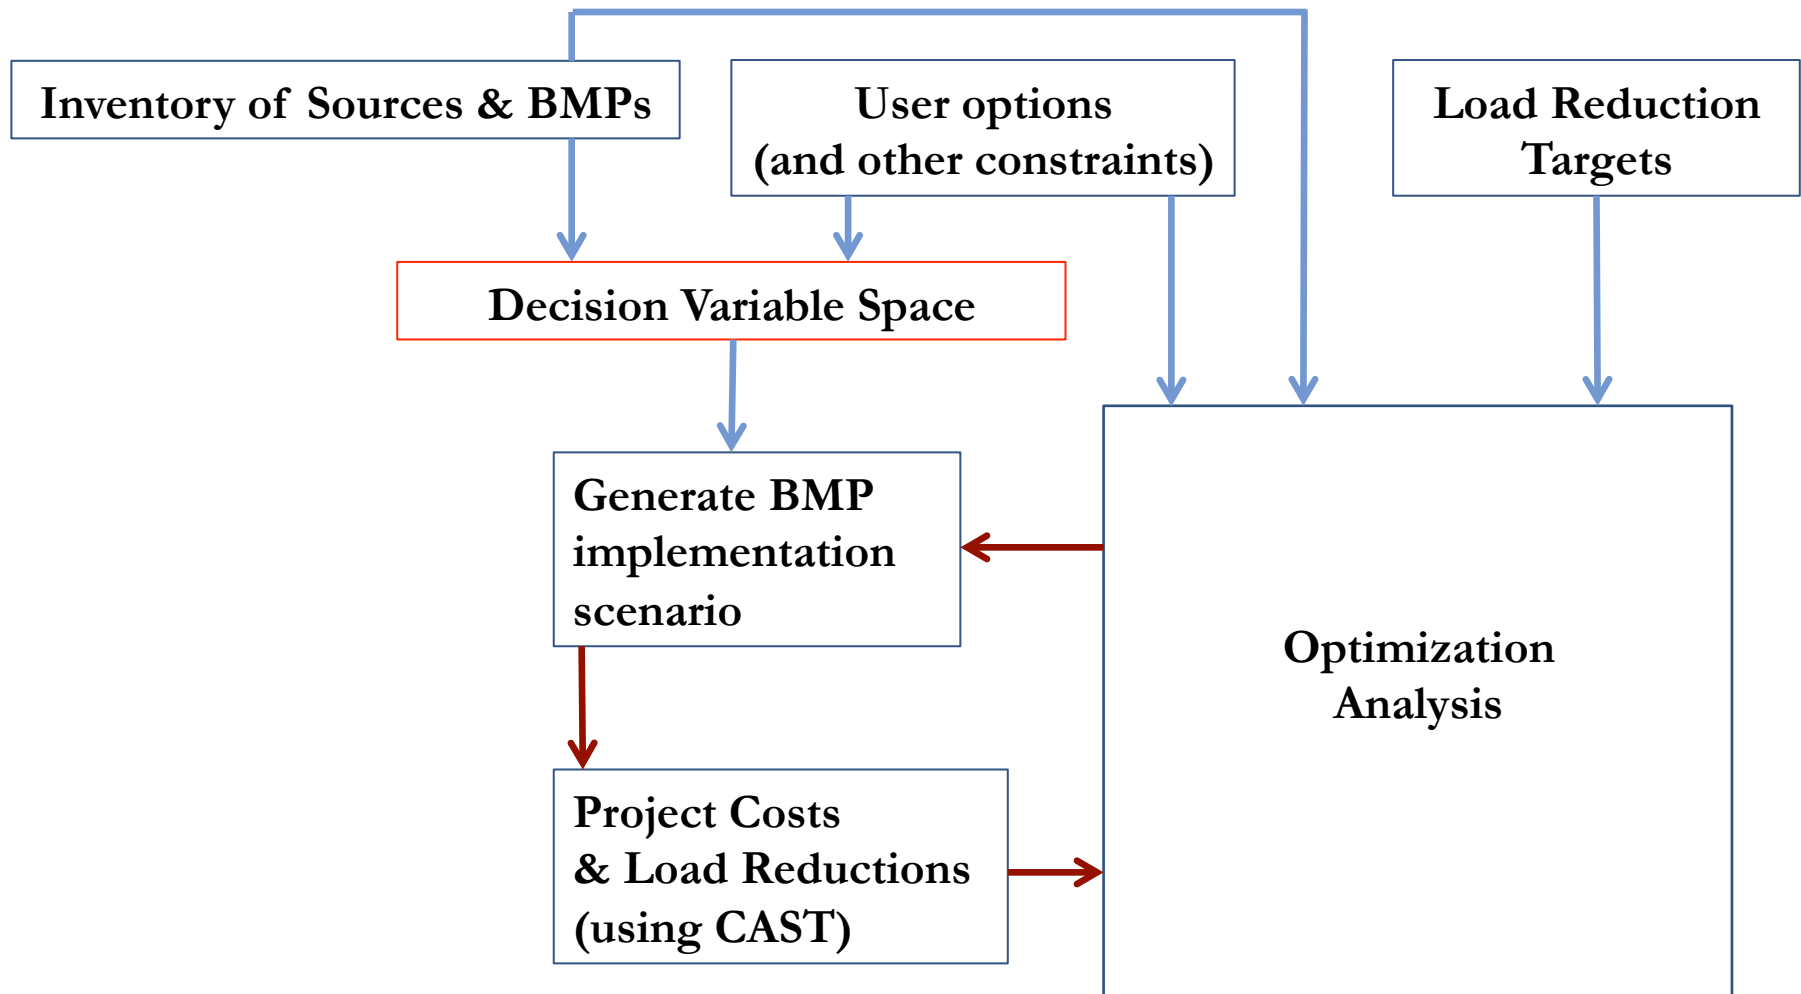 Inventory of Sources & BMPs
User options
(and other constraints)
Load Reduction
Targets
Decision Variable Space
Generate BMP
implementation
scenario
Optimization
Analysis
Project Costs
& Load Reductions
(using CAST)